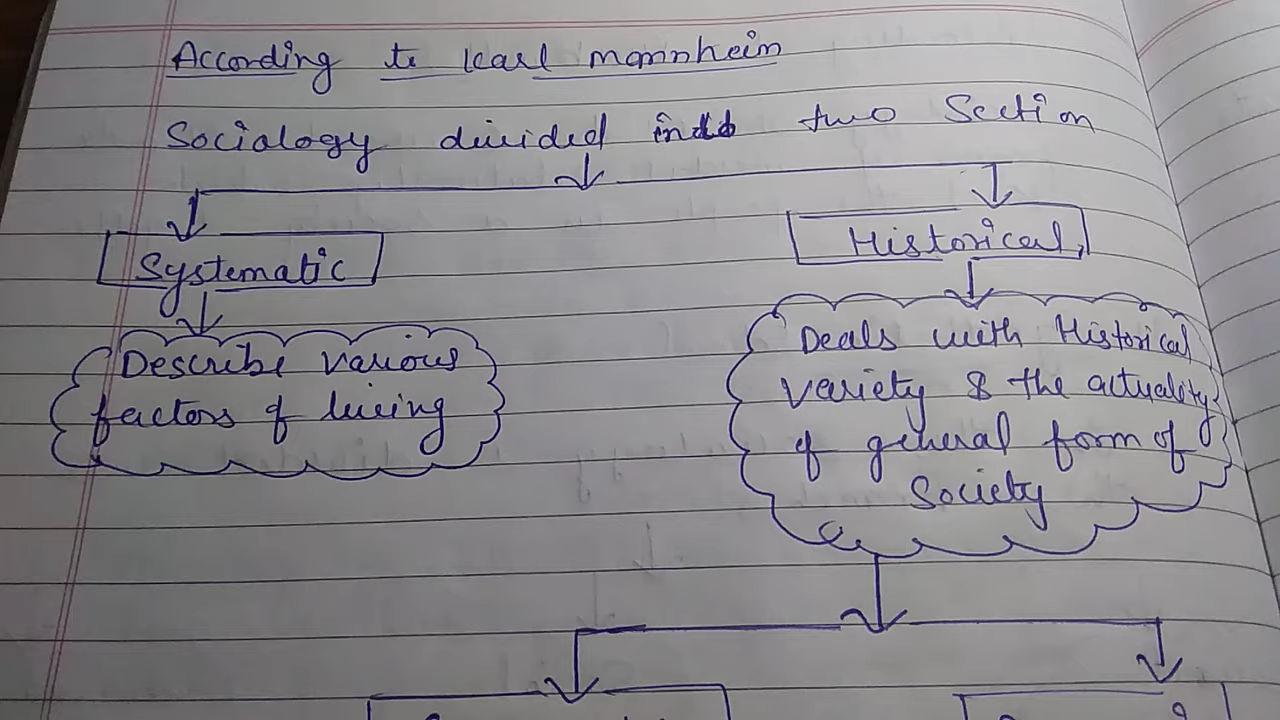 According to Karl mannheim
Socialogy divided into two Section
Systematic
Historical
Describe various
factors of living
Deals with Historical
variety & the actuality
of general form of
Society